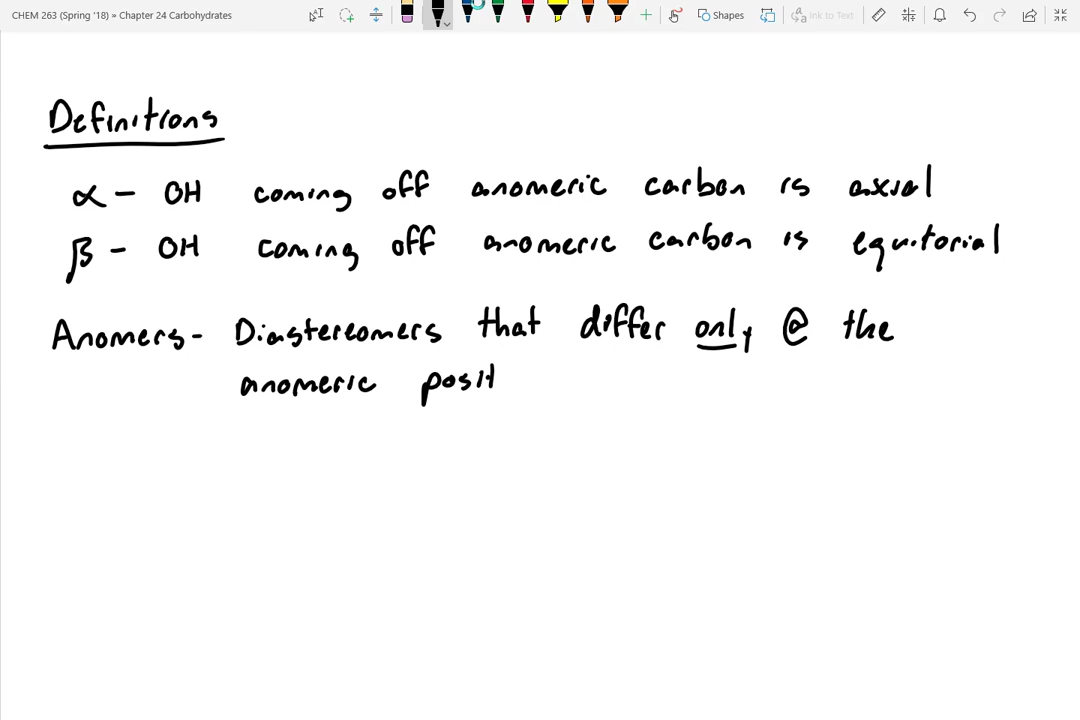 CHEM 263 (Spring '18) » Chapter 24 Carbohydrates
Shapes
Ink to Text
Definitions
α - OH coming off anomeric carbon is axial
β - OH coming off anomeric carbon is equitorial
Anomers - Diastereomers that differ only @ the
anomeric posit